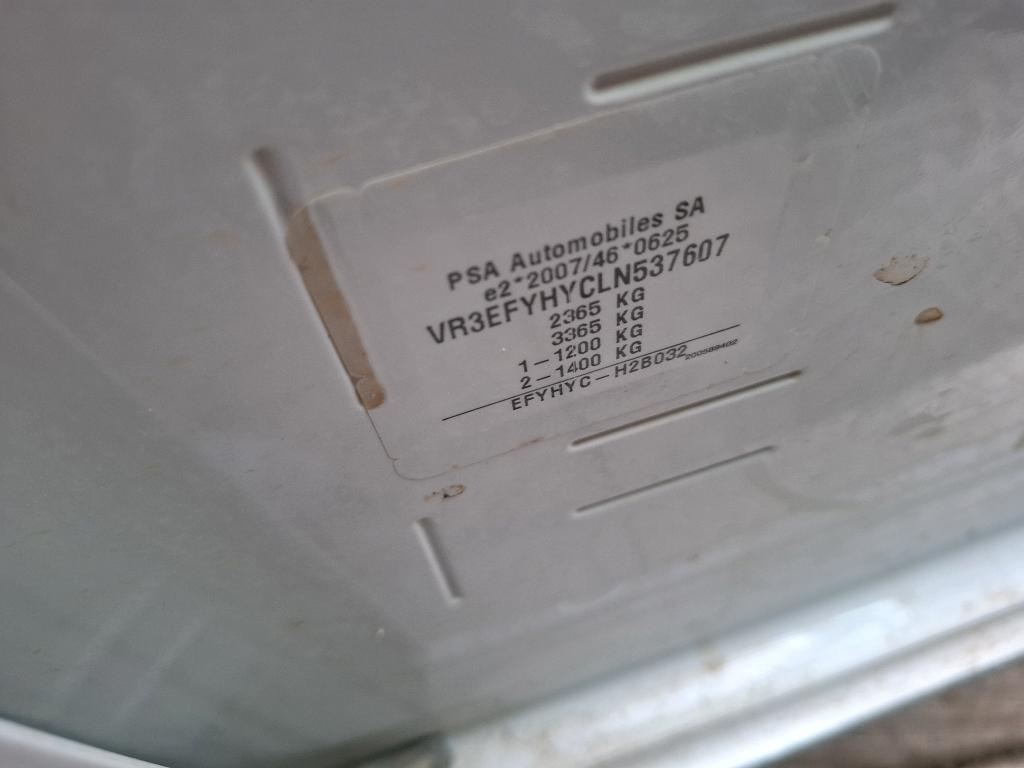 PSA Automobiles SA
e2*2007/46*0625
VR3EFYHYCLN537607
2365 KG
3365 KG
1-1200 KG
2-1400 KG
EFYHYC-H2B032 200589402